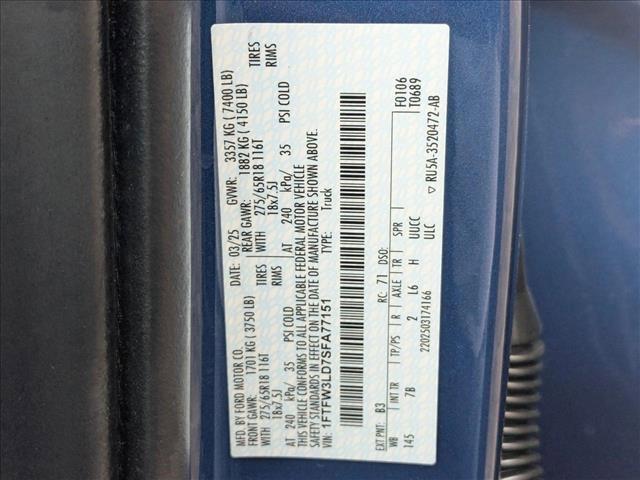 MFD. BY FORD MOTOR CO.
DATE: 03/25 GVWR: 3357 KG ( 7400 LB)
FRONT GAWR: 1701 KG ( 3750 LB) REAR GAWR: 1882 KG ( 4150 LB)
WITH 275/65R18 116T TIRES WITH 275/65R18 116T TIRES
18x7.5J RIMS 18x7.5J RIMS
AT 240 kPa/ 35 PSI COLD AT 240 kPa/ 35 PSI COLD
THIS VEHICLE CONFORMS TO ALL APPLICABLE FEDERAL MOTOR VEHICLE
SAFETY STANDARDS IN EFFECT ON THE DATE OF MANUFACTURE SHOWN ABOVE.
VIN: 1FTFW3LD7SFA77151 TYPE: Truck
F0106
T0689
EXT PNT: B3 RC: 71 DSO:
WB INT TR TP/PS R AXLE TR SPR
145 7B 2 L6 H UUCC
ULC
2202503174166 ▽ RU5A-3520472-AB